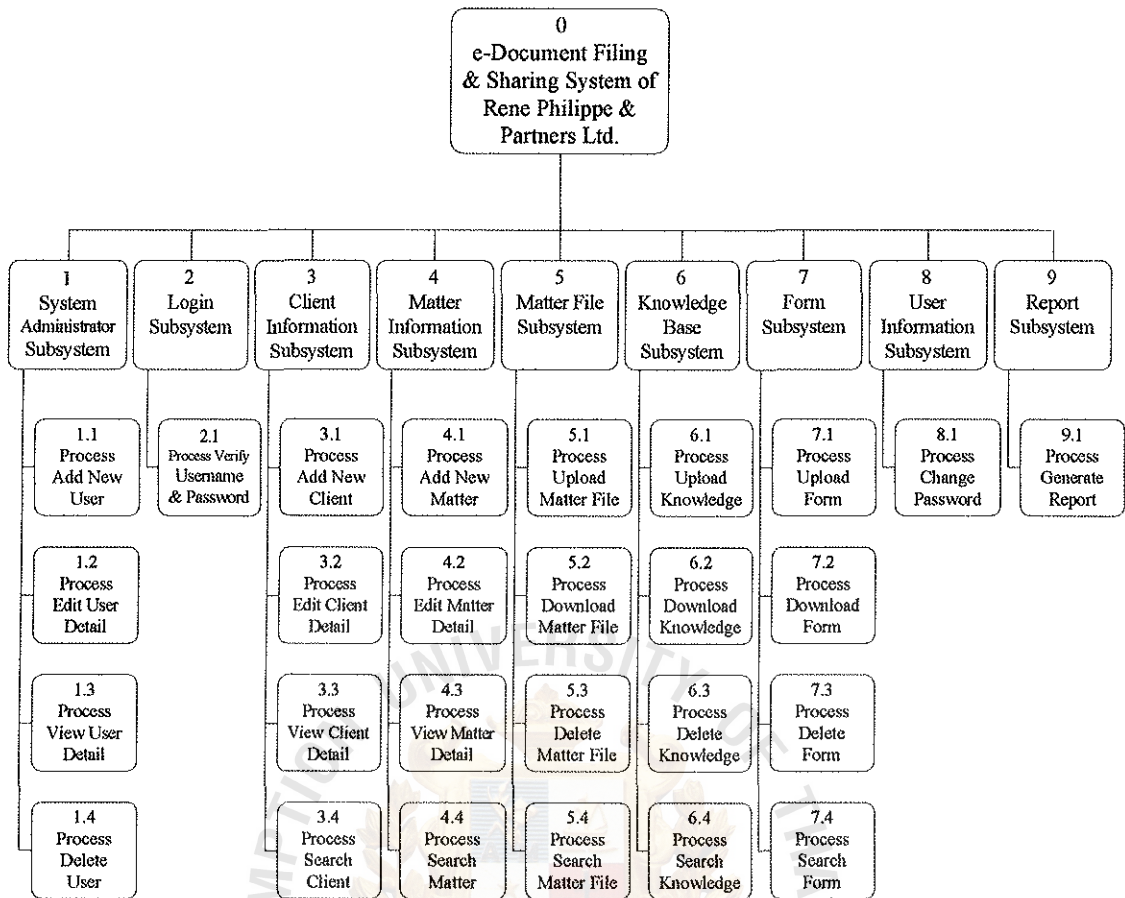 0
e-Document Filing
& Sharing System of
Rene Philippe &
Partners Ltd.
1
System
Administrator
Subsystem
2
Login
Subsystem
3
Client
Information
Subsystem
4
Matter
Information
Subsystem
5
Matter File
Subsystem
6
Knowledge
Base
Subsystem
7
Form
Subsystem
8
User
Information
Subsystem
9
Report
Subsystem
1.1
Process
Add New
User
2.1
Process Verify
Username
& Password
3.1
Process
Add New
Client
4.1
Process
Add New
Matter
5.1
Process
Upload
Matter File
6.1
Process
Upload
Knowledge
7.1
Process
Upload
Form
8.1
Process
Change
Password
9.1
Process
Generate
Report
1.2
Process
Edit User
Detail
3.2
Process
Edit Client
Detail
4.2
Process
Edit Matter
Detail
5.2
Process
Download
Matter File
6.2
Process
Download
Knowledge
7.2
Process
Download
Form
1.3
Process
View User
Detail
3.3
Process
View Client
Detail
4.3
Process
View Matter
Detail
5.3
Process
Delete
Matter File
6.3
Process
Delete
Knowledge
7.3
Process
Delete
Form
1.4
Process
Delete
User
3.4
Process
Search
Client
4.4
Process
Search
Matter
5.4
Process
Search
Matter File
6.4
Process
Search
Knowledge
7.4
Process
Search
Form
UNIVERSITY OF